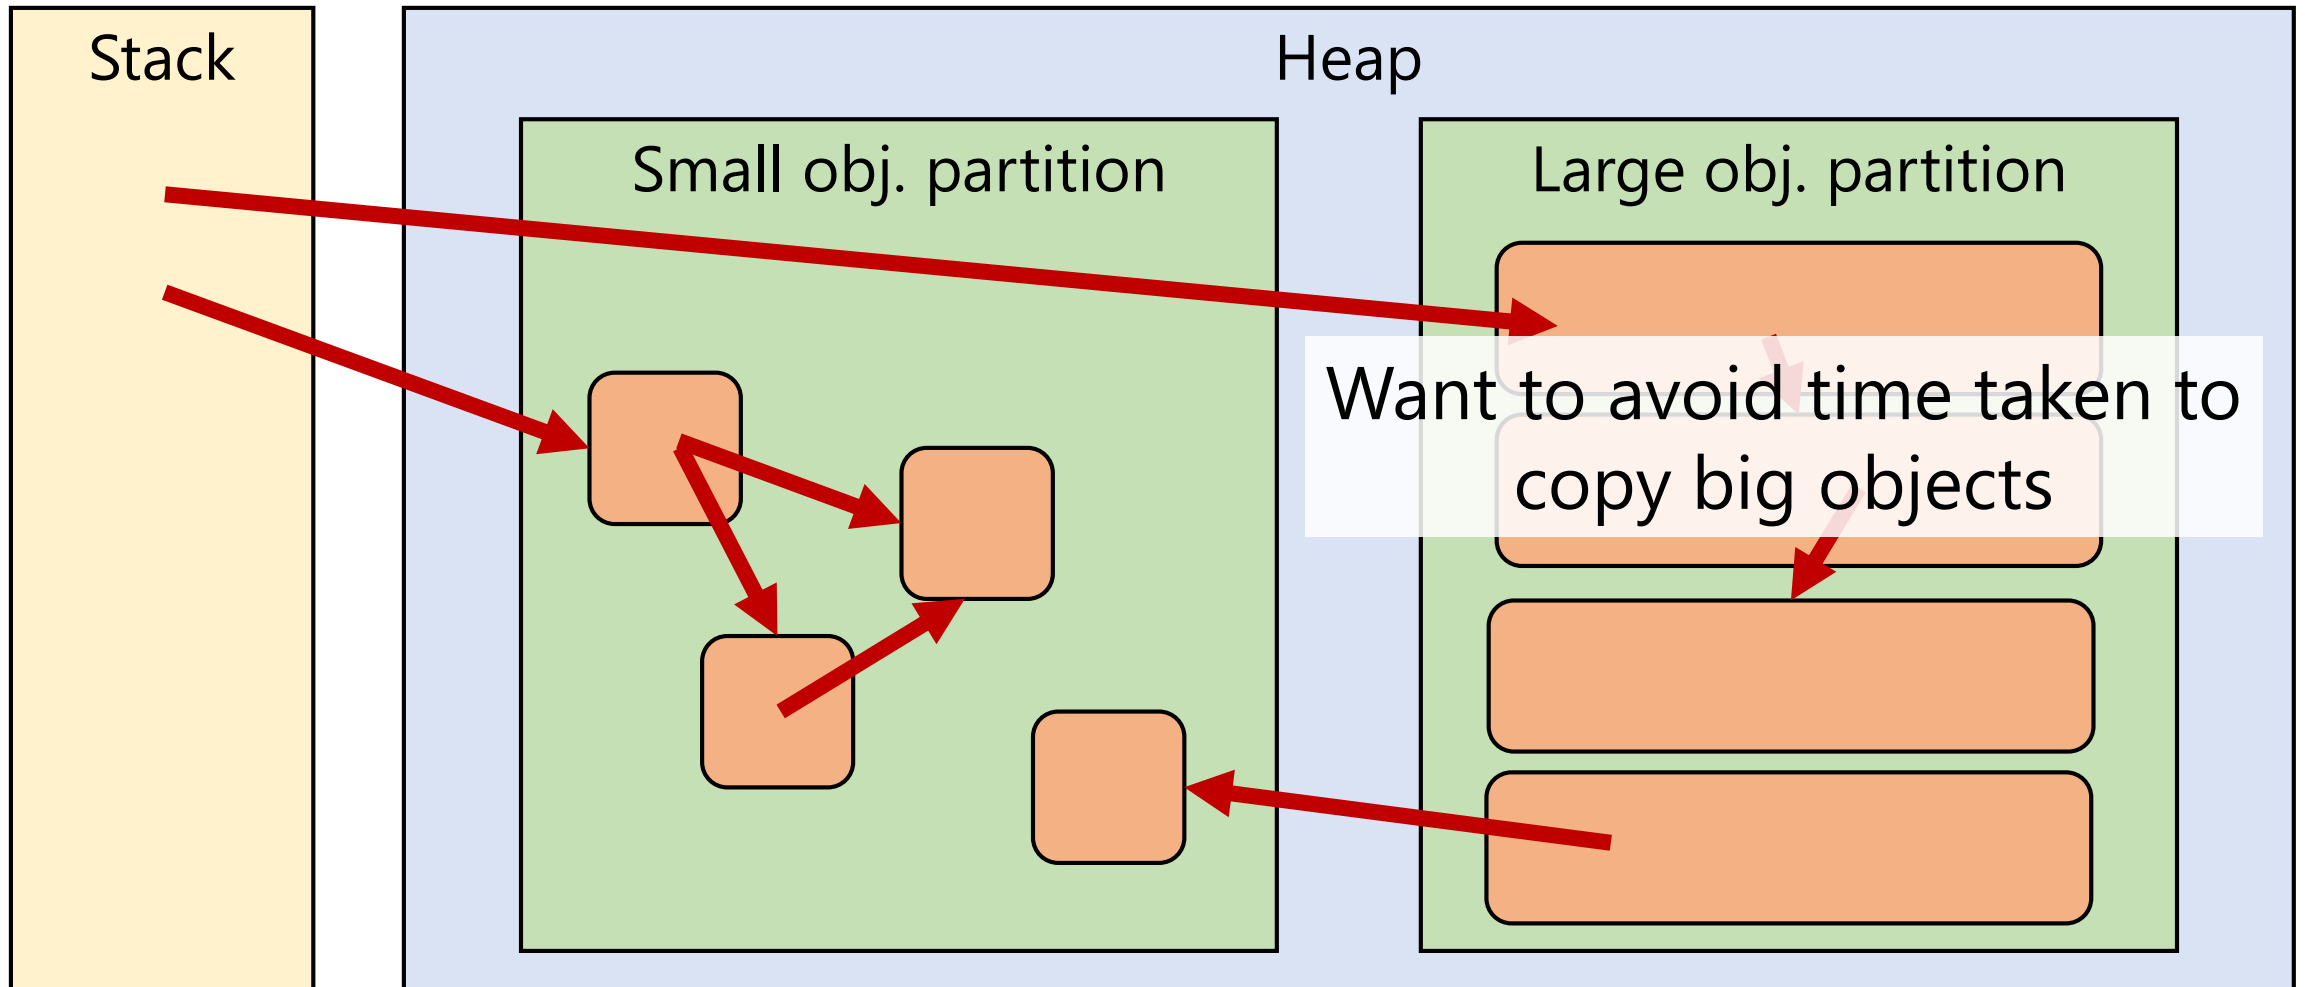 Stack
Heap
Small obj. partition
Large obj. partition
Want to avoid time taken to
copy big objects